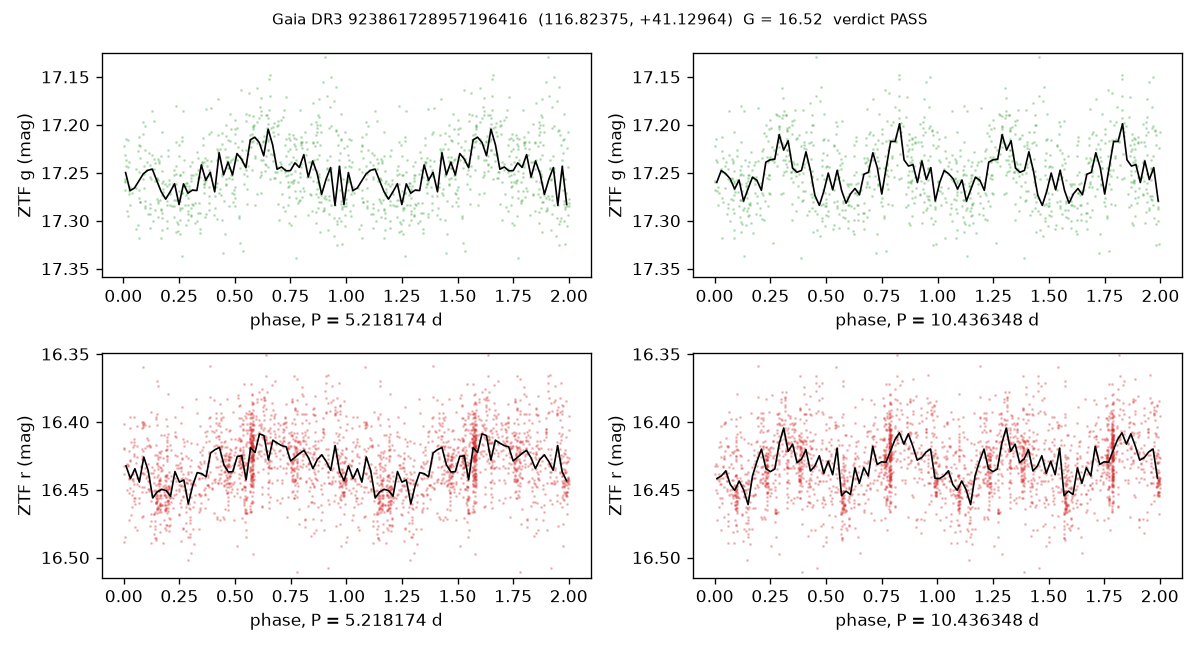 Gaia DR3 923861728957196416 (116.82375, +41.12964) G = 16.52 verdict PASS
ZTF g (mag)
17.15
17.20
17.25
17.30
17.35
0.00 0.25 0.50 0.75 1.00 1.25 1.50 1.75 2.00
phase, P = 5.218174 d
ZTF g (mag)
17.15
17.20
17.25
17.30
17.35
0.00 0.25 0.50 0.75 1.00 1.25 1.50 1.75 2.00
phase, P = 10.436348 d
ZTF r (mag)
16.35
16.40
16.45
16.50
0.00 0.25 0.50 0.75 1.00 1.25 1.50 1.75 2.00
phase, P = 5.218174 d
ZTF r (mag)
16.35
16.40
16.45
16.50
0.00 0.25 0.50 0.75 1.00 1.25 1.50 1.75 2.00
phase, P = 10.436348 d